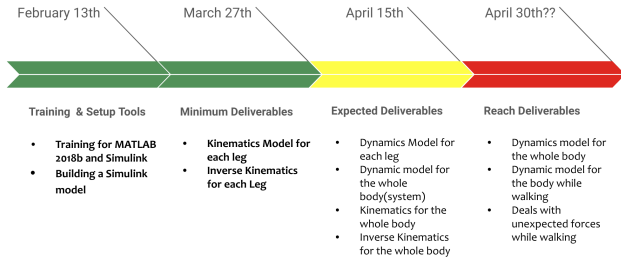 February 13th
March 27th
April 15th
April 30th??
Training & Setup Tools
• Training for MATLAB
2018b and Simulink
• Building a Simulink
model
Minimum Deliverables
• Kinematics Model for
each leg
• Inverse Kinematics
for each Leg
Expected Deliverables
• Dynamics Model for
each leg
• Dynamic model for
the whole
body(system)
• Kinematics for the
whole body
• Inverse Kinematics
for the whole body
Reach Deliverables
• Dynamics model for
the whole body
• Dynamic model for
the body while
walking
• Deals with
unexpected forces
while walking